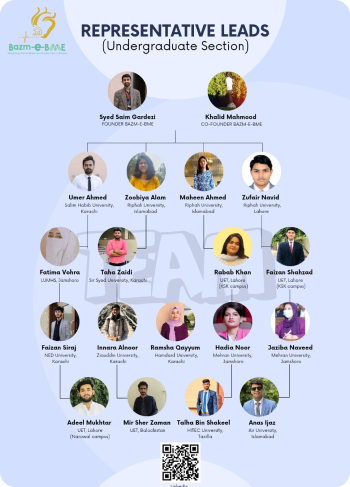 Bazm-e-BME
REPRESENTATIVE LEADS
(Undergraduate Section)
Syed Saim Gardezi
FOUNDER BAZM-E-BME
Khalid Mahmood
CO-FOUNDER BAZM-E-BME
Umer Ahmed
Salim Habib University,
Karachi
Zoobiya Alam
Riphah University,
Islamabad
Maheen Ahmed
Riphah University,
Islamabad
Zufair Navid
Riphah University,
Lahore
TEAM
Fatima Vohra
LUMHS, Jamshoro
Taha Zaidi
Sir Syed University, Karachi
Rabab Khan
UET, Lahore
(KSK campus)
Faizan Shahzad
UET, Lahore
(KSK campus)
Faizan Siraj
NED University,
Karachi
Innara Alnoor
Ziauddin University,
Karachi
Ramsha Qayyum
Hamdard University,
Karachi
Hadia Noor
Mehran University,
Jamshoro
Jaziba Naveed
Mehran University,
Jamshoro
Adeel Mukhtar
UET, Lahore
(Narowal campus)
Mir Sher Zaman
UET, Balochistan
Talha Bin Shakeel
HITEC University,
Taxilla
Anas Ijaz
Air University,
Islamabad
LinkedIn